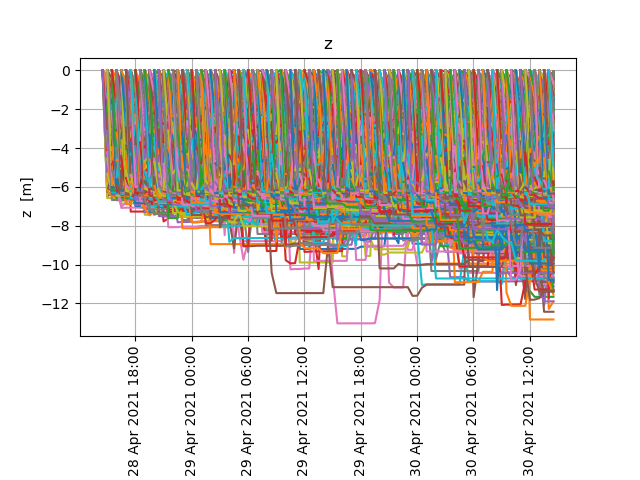 z
0
−2
−4
−6
−8
−10
−12
z [m]
28 Apr 2021 18:00
29 Apr 2021 00:00
29 Apr 2021 06:00
29 Apr 2021 12:00
29 Apr 2021 18:00
30 Apr 2021 00:00
30 Apr 2021 06:00
30 Apr 2021 12:00